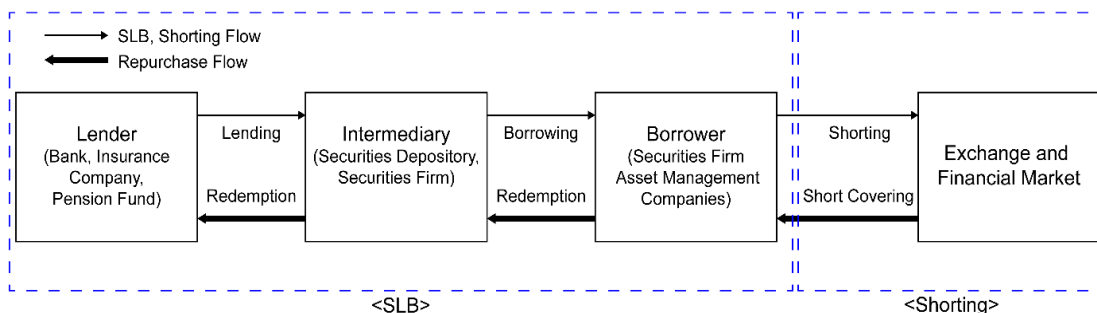 SLB, Shorting Flow
Repurchase Flow
Lender
(Bank, Insurance
Company,
Pension Fund)
Lending
Redemption
Intermediary
(Securities Depository,
Securities Firm)
Borrowing
Redemption
Borrower
(Securities Firm
Asset Management
Companies)
Shorting
Short Covering
Exchange and
Financial Market
<SLB>
<Shorting>